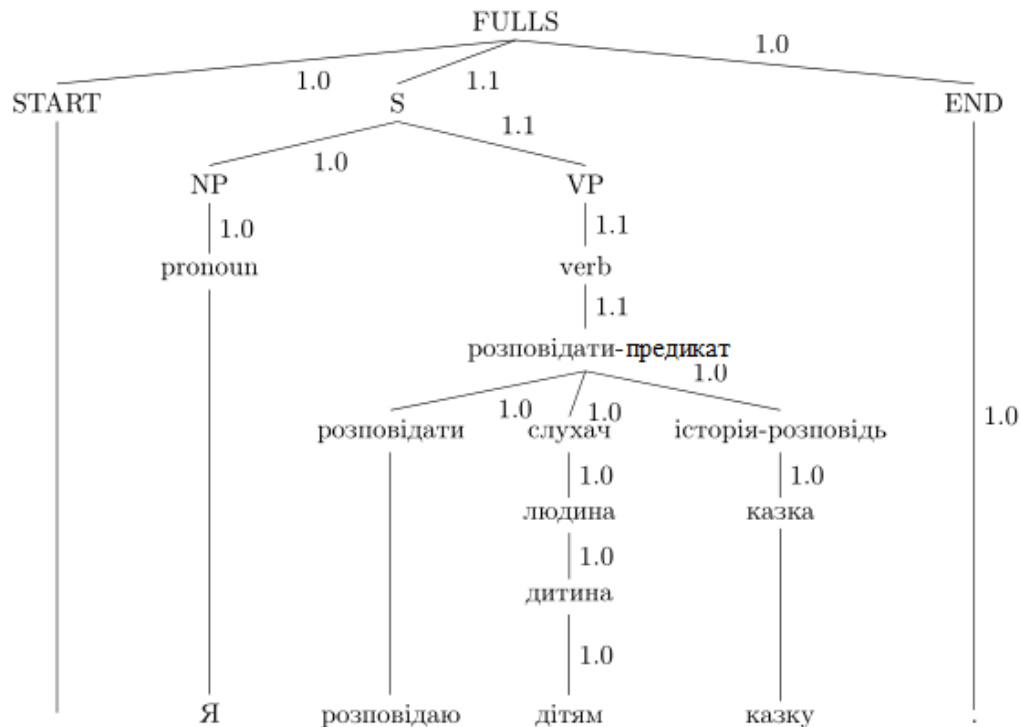 FULLS
1.0 1.1 1.0
START S END
1.0 1.1
NP VP
1.0 1.1
pronoun verb
1.1
розповідати-предикат
1.0 1.0 1.0
розповідати слухач історія-розповідь
1.0 1.0 1.0
людина казка
1.0
дитина
1.0
Я розповідаю дітям казку .